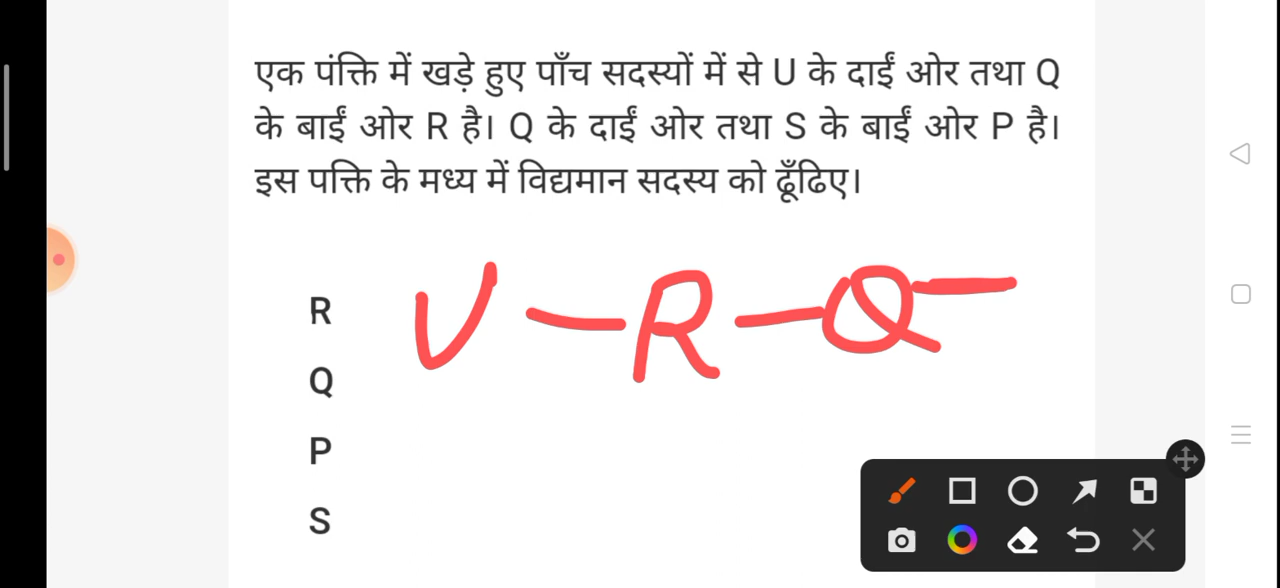 एक पंक्ति में खड़े हुए पाँच सदस्यों में से U के दाईं ओर तथा Q
के बाईं ओर R है। Q के दाईं ओर तथा S के बाईं ओर P है।
इस पक्ति के मध्य में विद्यमान सदस्य को ढूँढिए।
R
U - R - Q -
Q
P
S